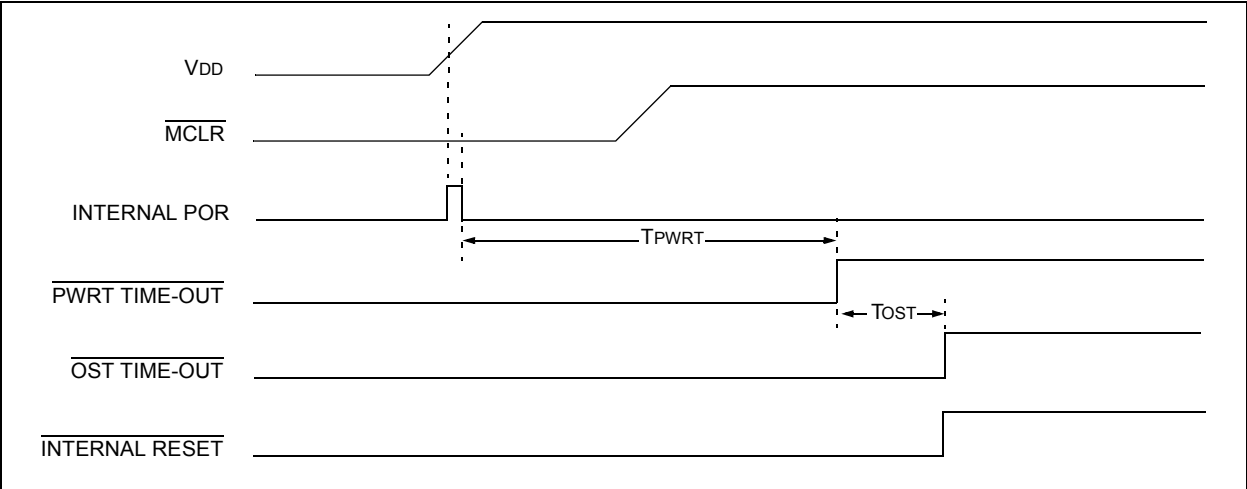 VDD
MCLR
INTERNAL POR
TPWRT
PWRT TIME-OUT
TOST
OST TIME-OUT
INTERNAL RESET